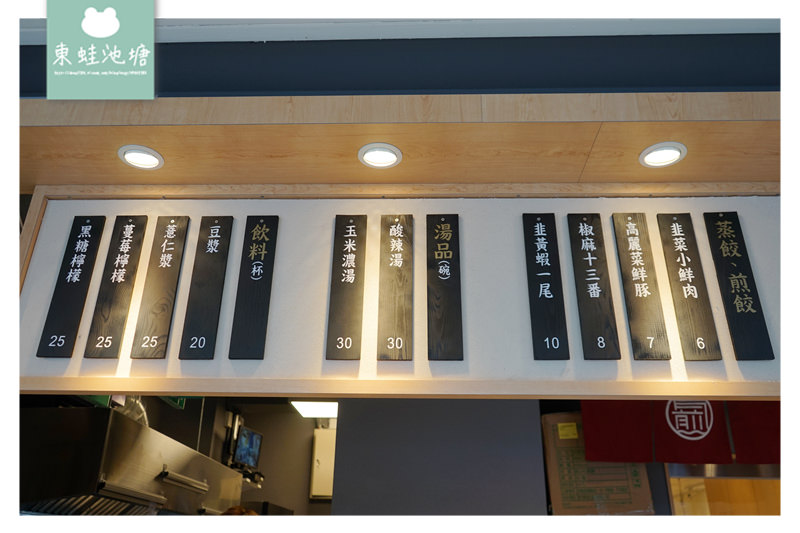 東蛙池塘
蒸餃、煎餃
韭菜小鮮肉 6
高麗菜鮮豚 7
椒麻十三番 8
韭黃蝦一尾 10
湯品(碗)
酸辣湯 30
玉米濃湯 30
飲料(杯)
豆漿 20
薏仁漿 25
蔓莓檸檬 25
黑糖檸檬 25